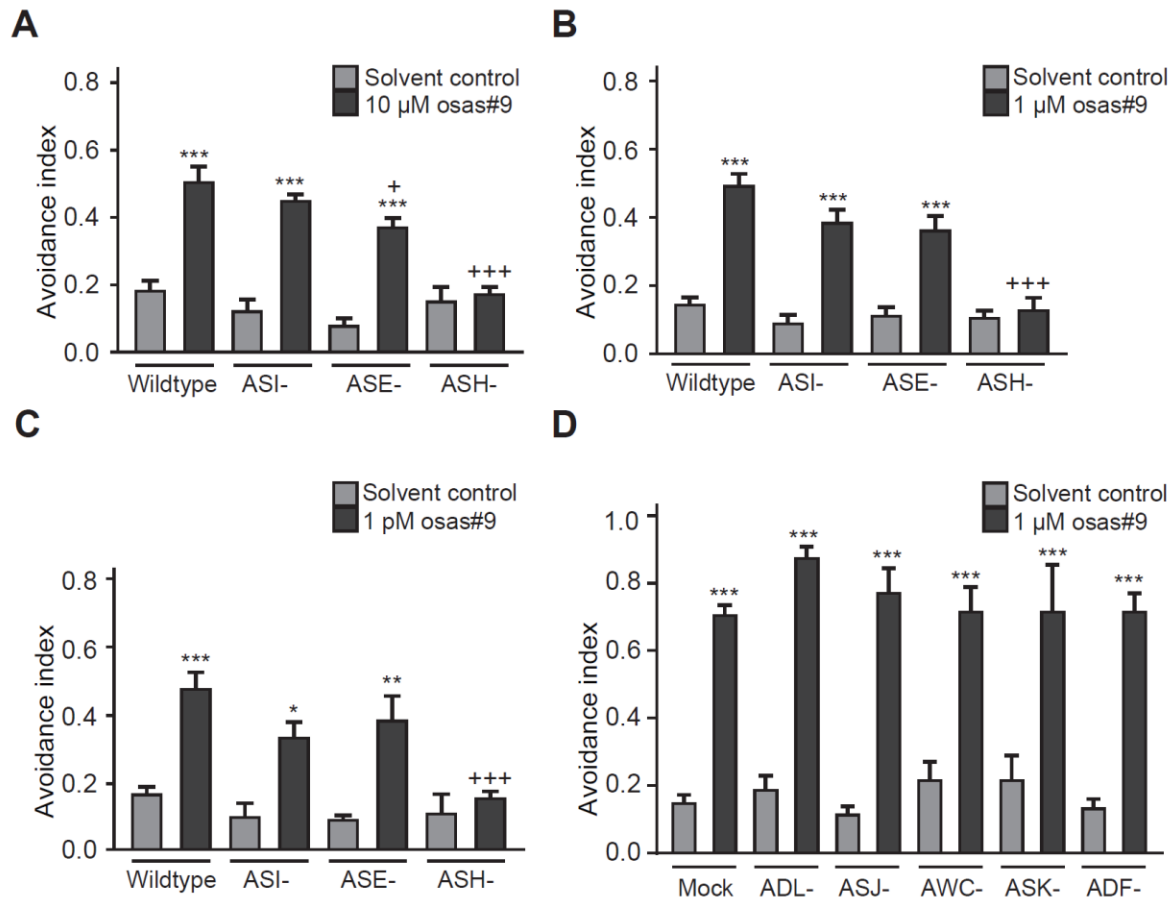 A
Solvent control
10 µM osas#9
Avoidance index
0.8
0.6
0.4
0.2
0.0
***
***
+
***
+++
Wildtype ASI- ASE- ASH-
B
Solvent control
1 µM osas#9
Avoidance index
0.8
0.6
0.4
0.2
0.0
***
***
***
+++
Wildtype ASI- ASE- ASH-
C
Solvent control
1 pM osas#9
Avoidance index
0.8
0.6
0.4
0.2
0.0
***
*
**
+++
Wildtype ASI- ASE- ASH-
D
Solvent control
1 µM osas#9
Avoidance index
1.0
0.8
0.6
0.4
0.2
0.0
***
***
***
***
***
***
Mock ADL- ASJ- AWC- ASK- ADF-